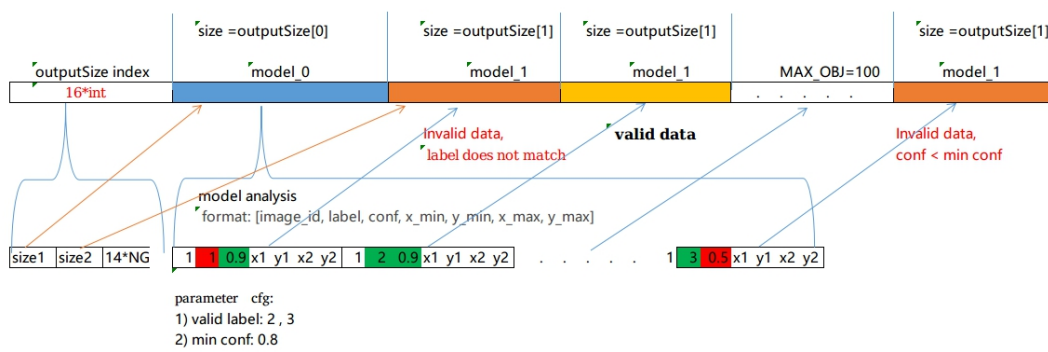 size =outputSize[0] size =outputSize[1] size =outputSize[1] size =outputSize[1]
outputSize index model_0 model_1 model_1 MAX_OBJ=100 model_1
16*int . . . . .
Invalid data, valid data Invalid data,
label does not match conf < min conf
model analysis
format: [image_id, label, conf, x_min, y_min, x_max, y_max]
size1 size2 14*NG 1 1 0.9 x1 y1 x2 y2 1 2 0.9 x1 y1 x2 y2 . . . . . 1 3 0.5 x1 y1 x2 y2
parameter cfg:
1) valid label: 2 , 3
2) min conf: 0.8